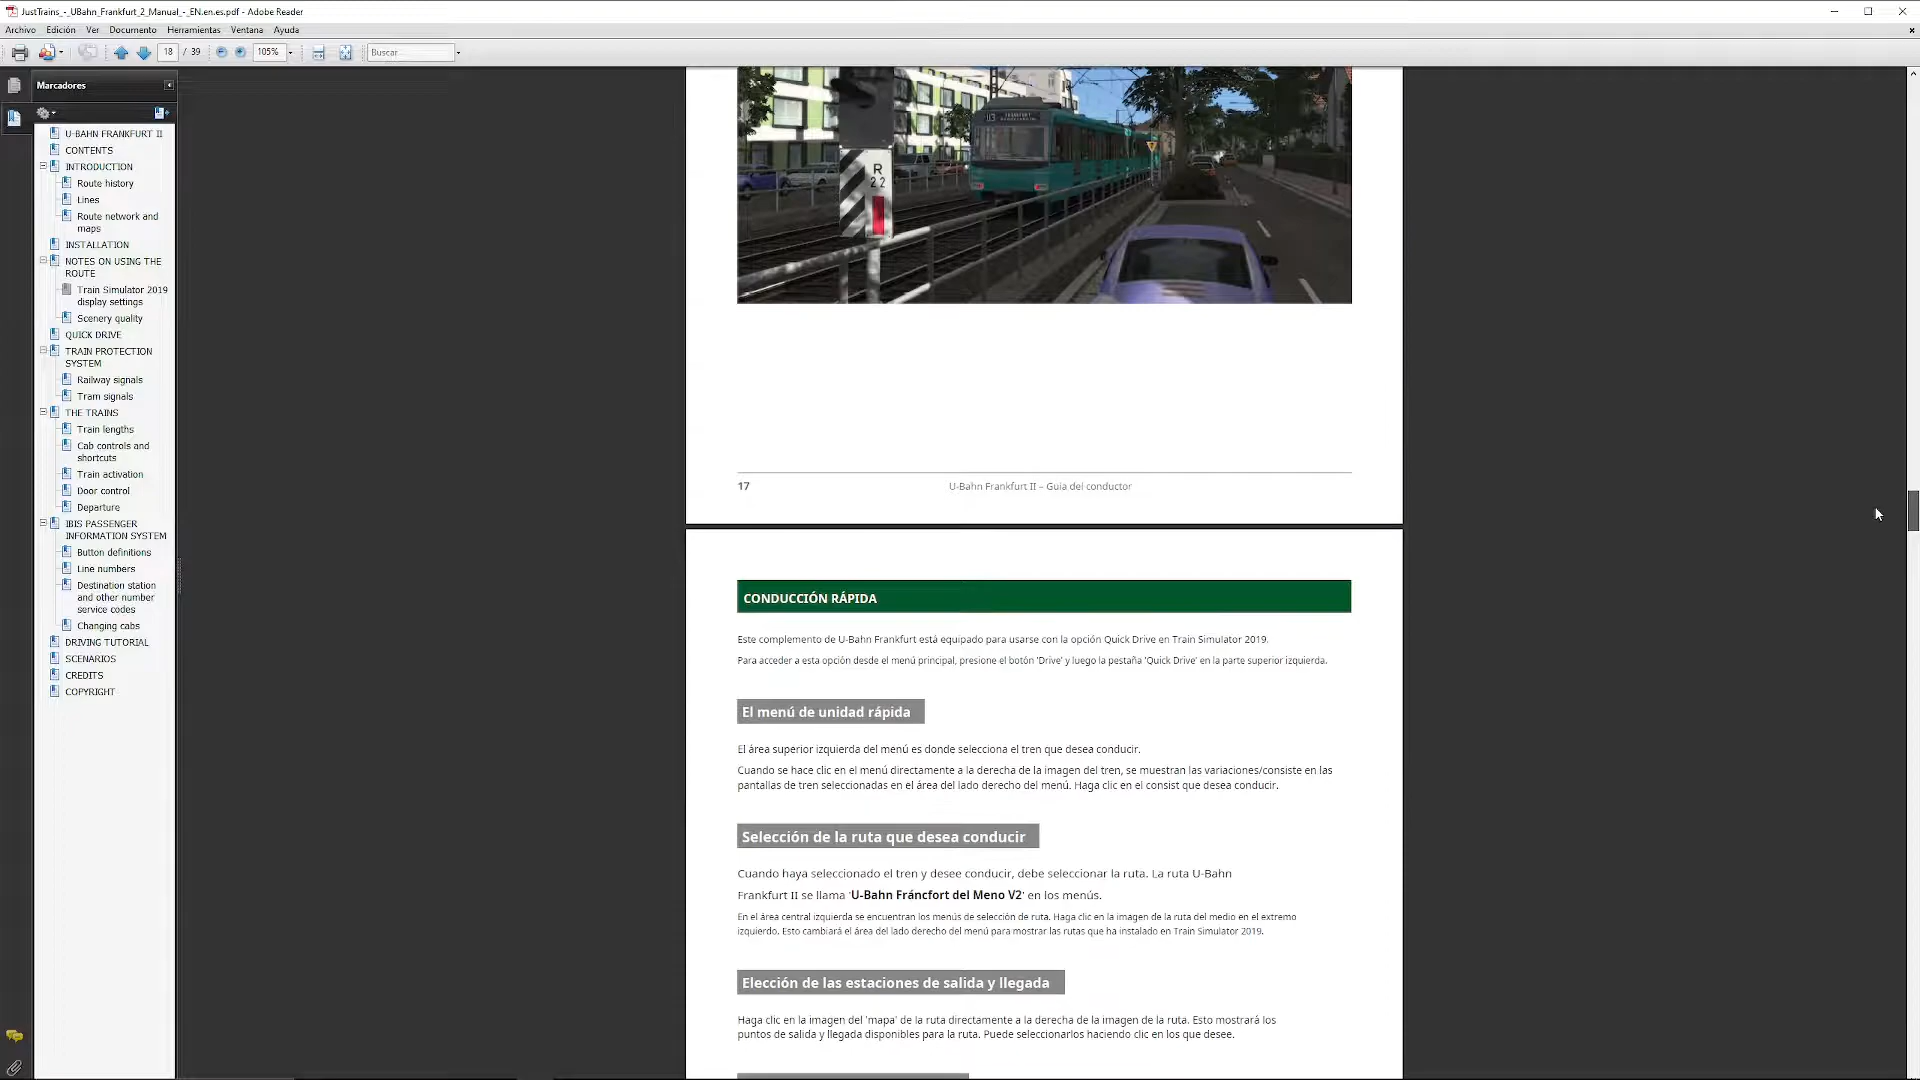 JustTrains_-_UBahn_Frankfurt_2_Manual_-_EN.en.es.pdf - Adobe Reader
Archivo Edición Ver Documento Herramientas Ventana Ayuda
18 / 39 105% Buscar
Marcadores
U-BAHN FRANKFURT II
CONTENTS
INTRODUCTION
Route history
Lines
Route network and
maps
INSTALLATION
NOTES ON USING THE
ROUTE
Train Simulator 2019
display settings
Scenery quality
QUICK DRIVE
TRAIN PROTECTION
SYSTEM
Railway signals
Tram signals
THE TRAINS
Train lengths
Cab controls and
shortcuts
Train activation
Door control
Departure
IBIS PASSENGER
INFORMATION SYSTEM
Button definitions
Line numbers
Destination station
and other number
service codes
Changing cabs
DRIVING TUTORIAL
SCENARIOS
CREDITS
COPYRIGHT
U3
R
22
17 U-Bahn Frankfurt II – Guia del conductor
CONDUCCIÓN RÁPIDA
Este complemento de U-Bahn Frankfurt está equipado para usarse con la opción Quick Drive en Train Simulator 2019.
Para acceder a esta opción desde el menú principal, presione el botón 'Drive' y luego la pestaña 'Quick Drive' en la parte superior izquierda.
El menú de unidad rápida
El área superior izquierda del menú es donde selecciona el tren que desea conducir.
Cuando se hace clic en el menú directamente a la derecha de la imagen del tren, se muestran las variaciones/consiste en las
pantallas de tren seleccionadas en el área del lado derecho del menú. Haga clic en el consist que desea conducir.
Selección de la ruta que desea conducir
Cuando haya seleccionado el tren y desee conducir, debe seleccionar la ruta. La ruta U-Bahn
Frankfurt II se llama 'U-Bahn Fráncfort del Meno V2' en los menús.
En el área central izquierda se encuentran los menús de selección de ruta. Haga clic en la imagen de la ruta del medio en el extremo
izquierdo. Esto cambiará el área del lado derecho del menú para mostrar las rutas que ha instalado en Train Simulator 2019.
Elección de las estaciones de salida y llegada
Haga clic en la imagen del 'mapa' de la ruta directamente a la derecha de la imagen de la ruta. Esto mostrará los
puntos de salida y llegada disponibles para la ruta. Puede seleccionarlos haciendo clic en los que desee.